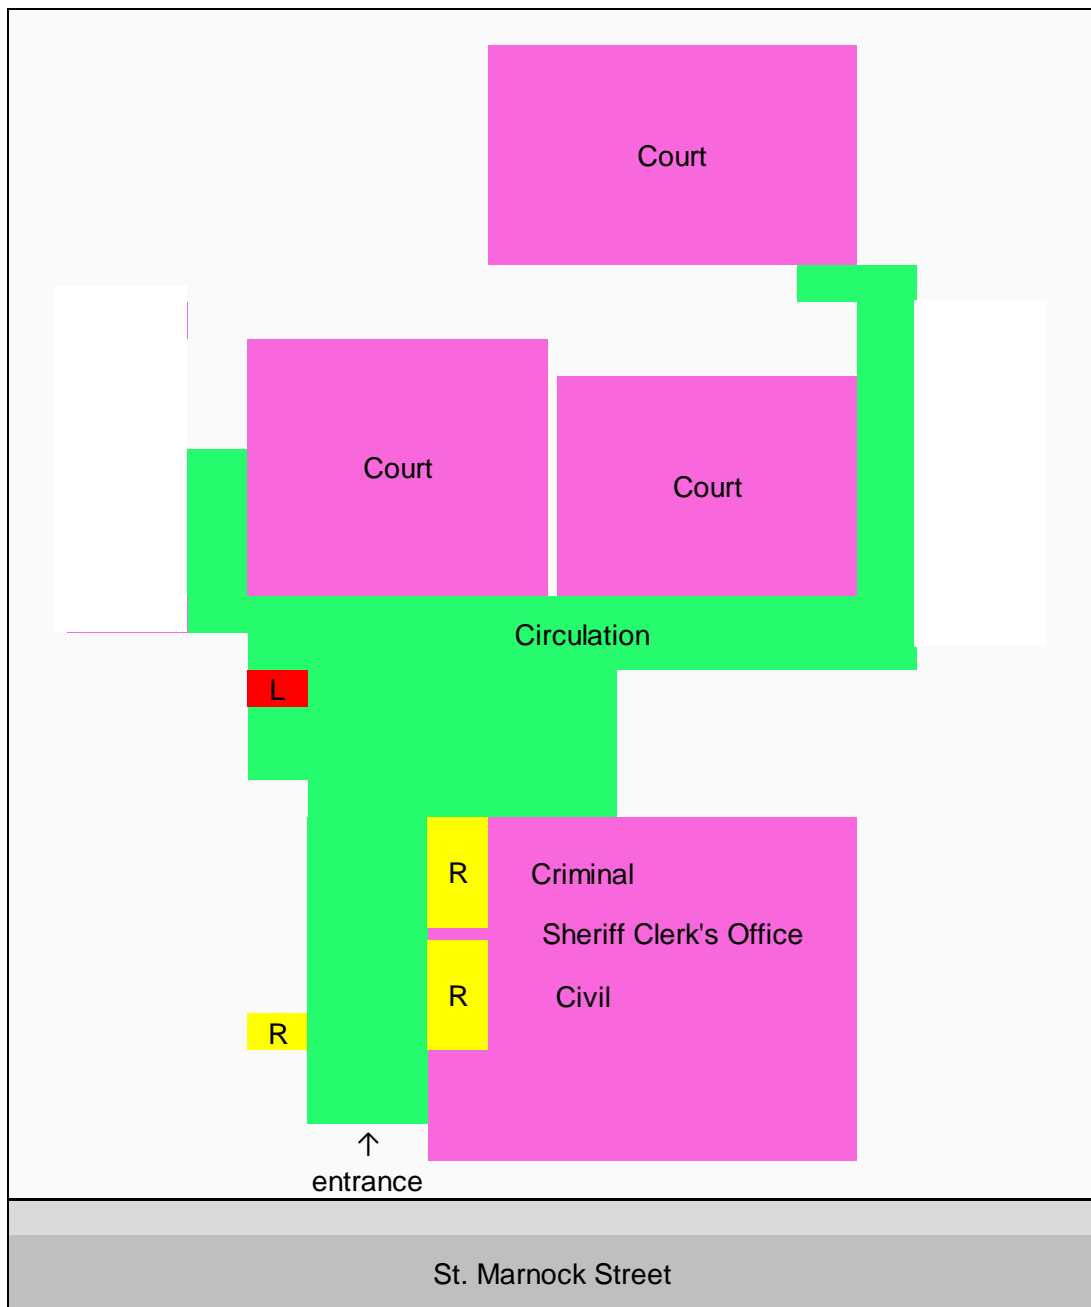 Court
Court
Court
Circulation
L
R
Criminal
Sheriff Clerk's Office
R
Civil
R
↑
entrance
St. Marnock Street